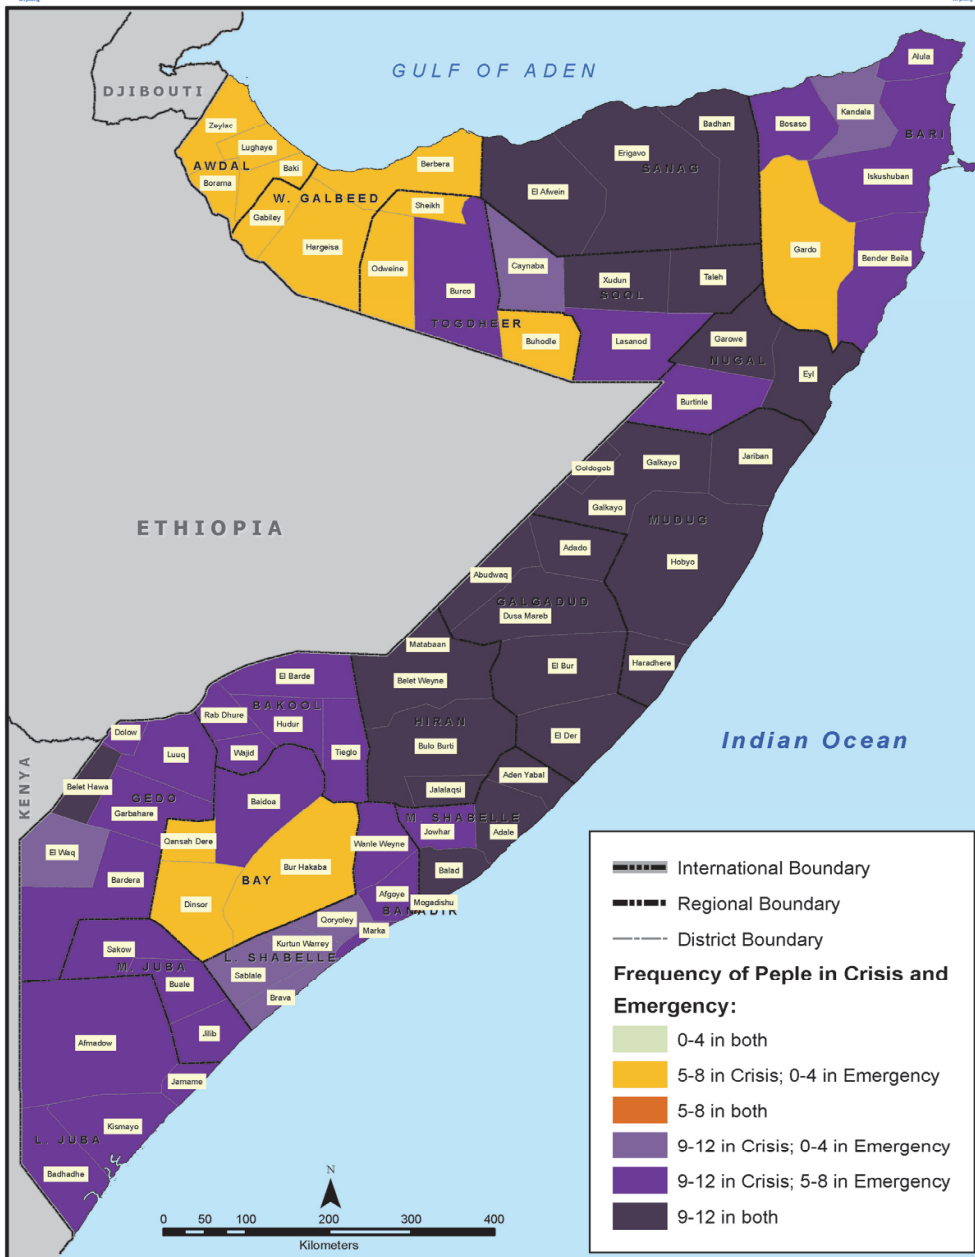 GULF OF ADEN
DJIBOUTI
Alula
Kandala
Bosaso
BARI
Badhan
Zeylac
Lughaye
Erigavo
SANAG
Berbera
AWDAL
Baki
Iskushuban
Borama
W. GALBEED
El Afwein
Sheikh
Gabiley
Hargeisa
Gardo
Bender Beila
Odweine
Caynaba
Xudun
Taleh
SOOL
Burco
TOGDHEER
Buhodle
Lasanod
Garowe
NUGAL
Eyl
Burtinle
Jariban
Galkayo
Goldogob
Galkayo
MUDUG
ETHIOPIA
Adado
Hobyo
Abudwaq
GALGADUD
Dusa Mareb
Matabaan
El Bur
Haradhere
Belet Weyne
El Barde
BAKOOL
Rab Dhure
Hudur
HIRAN
El Der
Indian Ocean
Dolow
Luuq
Wajid
Tieglo
Bulo Burti
Aden Yabal
KENYA
Belet Hawa
GEDO
Baidoa
Jalalaqsi
Garbahare
M. SHABELLE
Jowhar
Adale
Qansah Dere
Wanle Weyne
El Waq
Bur Hakaba
Balad
Bardera
BAY
Afgoye
Dinsor
Mogadishu
BANADIR
Qoryoley
Marka
Kurtun Warrey
Sakow
L. SHABELLE
M. JUBA
Sablale
Buale
Brava
Jilib
Afmadow
Jamame
Kismayo
L. JUBA
Badhadhe
N
0 50 100 200 300 400
Kilometers
International Boundary
Regional Boundary
District Boundary
Frequency of Peple in Crisis and
Emergency:
0-4 in both
5-8 in Crisis; 0-4 in Emergency
5-8 in both
9-12 in Crisis; 0-4 in Emergency
9-12 in Crisis; 5-8 in Emergency
9-12 in both